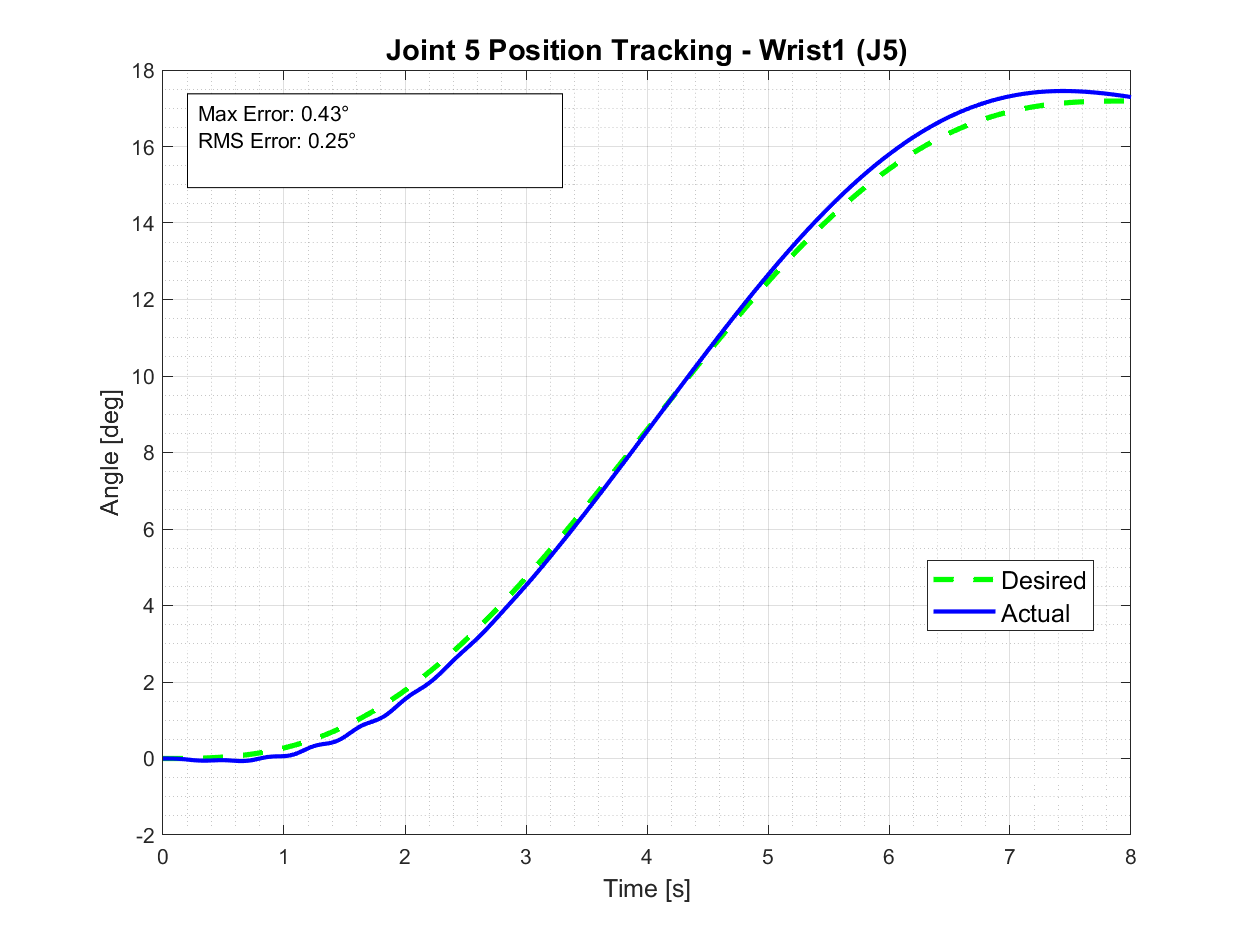 Joint 5 Position Tracking - Wrist1 (J5)
Max Error: 0.43°
RMS Error: 0.25°
18
16
14
12
10
8
6
4
2
0
-2
Angle [deg]
Desired
Actual
0 1 2 3 4 5 6 7 8
Time [s]